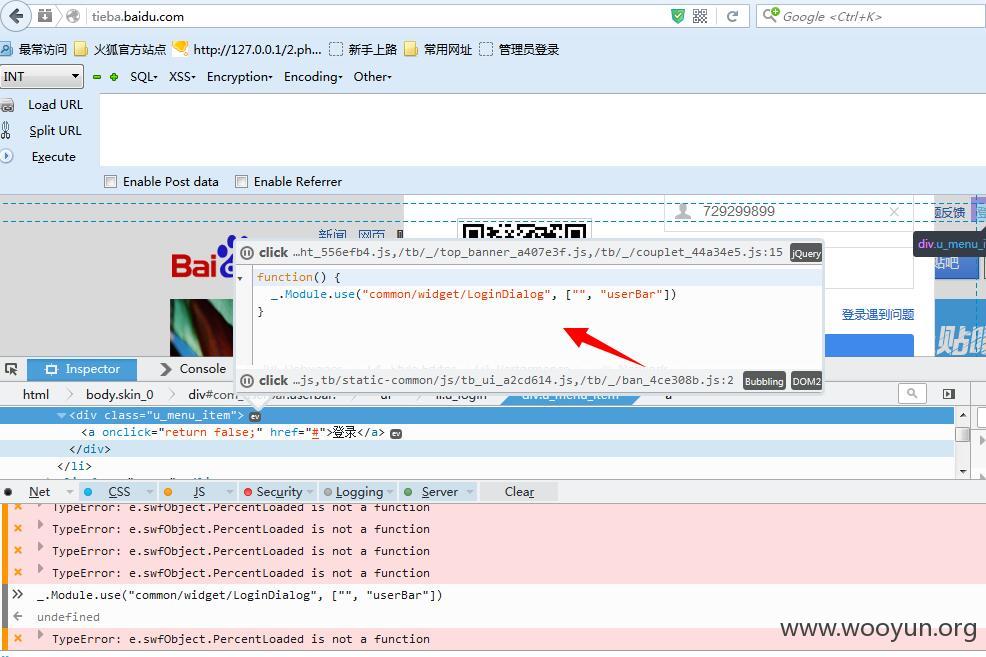 tieba.baidu.com
Google <Ctrl+K>
最常访问 火狐官方站点 http://127.0.0.1/2.ph... 新手上路 常用网址 管理员登录
INT SQL XSS Encryption Encoding Other
Load URL
Split URL
Execute
Enable Post data Enable Referrer
729299899
题反馈
新闻 网页
Bai
div.u_menu_i
click …ht_556efb4.js,/tb/_/top_banner_a407e3f.js,/tb/_/couplet_44a34e5.js:15 jQuery
站吧
function() {
_.Module.use("common/widget/LoginDialog", ["", "userBar"])
}
登录遇到问题
贴
Inspector Console
click …js,tb/static-common/js/tb_ui_a2cd614.js,/tb/_/ban_4ce308b.js:2 Bubbling DOM2
html body.skin_0 div#com_ userbar ul li.u_login div.u_menu_item a
<div class="u_menu_item"> ev
<a onclick="return false;" href="#">登录</a> ev
</div>
</li>
Net CSS JS Security Logging Server Clear
TypeError: e.swfObject.PercentLoaded is not a function
TypeError: e.swfObject.PercentLoaded is not a function
TypeError: e.swfObject.PercentLoaded is not a function
TypeError: e.swfObject.PercentLoaded is not a function
_.Module.use("common/widget/LoginDialog", ["", "userBar"])
undefined
TypeError: e.swfObject.PercentLoaded is not a function
www.wooyun.org